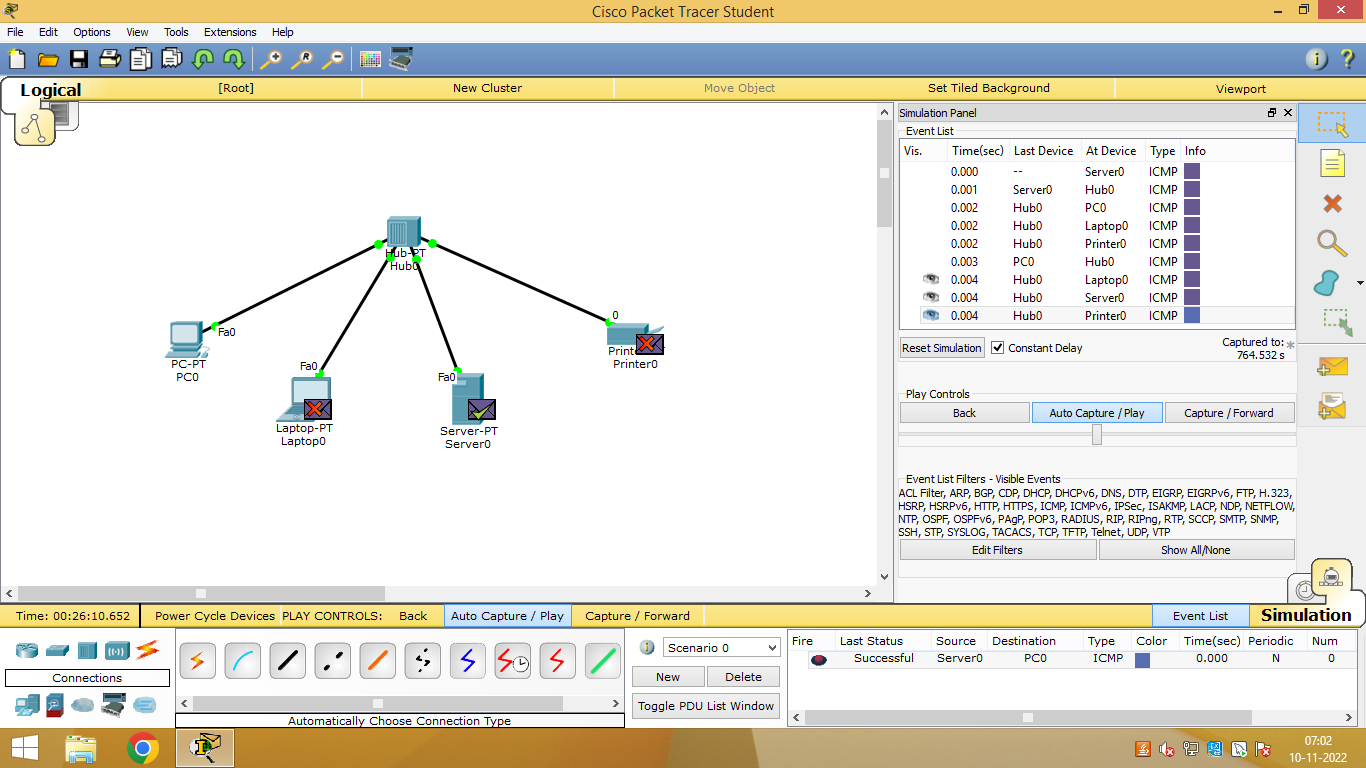 Cisco Packet Tracer Student
File Edit Options View Tools Extensions Help
Logical [Root] New Cluster Move Object Set Tiled Background Viewport
Hub-PT
Hub0
Fa0
PC-PT
PC0
Fa0
Laptop-PT
Laptop0
Fa0
Server-PT
Server0
0
Print
Printer0
Simulation Panel
Event List
Vis. Time(sec) Last Device At Device Type Info
0.000 -- Server0 ICMP
0.001 Server0 Hub0 ICMP
0.002 Hub0 PC0 ICMP
0.002 Hub0 Laptop0 ICMP
0.002 Hub0 Printer0 ICMP
0.003 PC0 Hub0 ICMP
0.004 Hub0 Laptop0 ICMP
0.004 Hub0 Server0 ICMP
0.004 Hub0 Printer0 ICMP
Reset Simulation Constant Delay Captured to: *
764.532 s
Play Controls
Back Auto Capture / Play Capture / Forward
Event List Filters - Visible Events
ACL Filter, ARP, BGP, CDP, DHCP, DHCPv6, DNS, DTP, EIGRP, EIGRPv6, FTP, H.323,
HSRP, HSRPv6, HTTP, HTTPS, ICMP, ICMPv6, IPSec, ISAKMP, LACP, NDP, NETFLOW,
NTP, OSPF, OSPFv6, PAgP, POP3, RADIUS, RIP, RIPng, RTP, SCCP, SMTP, SNMP,
SSH, STP, SYSLOG, TACACS, TCP, TFTP, Telnet, UDP, VTP
Edit Filters Show All/None
Time: 00:26:10.652 Power Cycle Devices PLAY CONTROLS: Back Auto Capture / Play Capture / Forward Event List Simulation
Connections
Automatically Choose Connection Type
Scenario 0
New Delete
Toggle PDU List Window
Fire Last Status Source Destination Type Color Time(sec) Periodic Num
Successful Server0 PC0 ICMP 0.000 N 0
07:02
10-11-2022